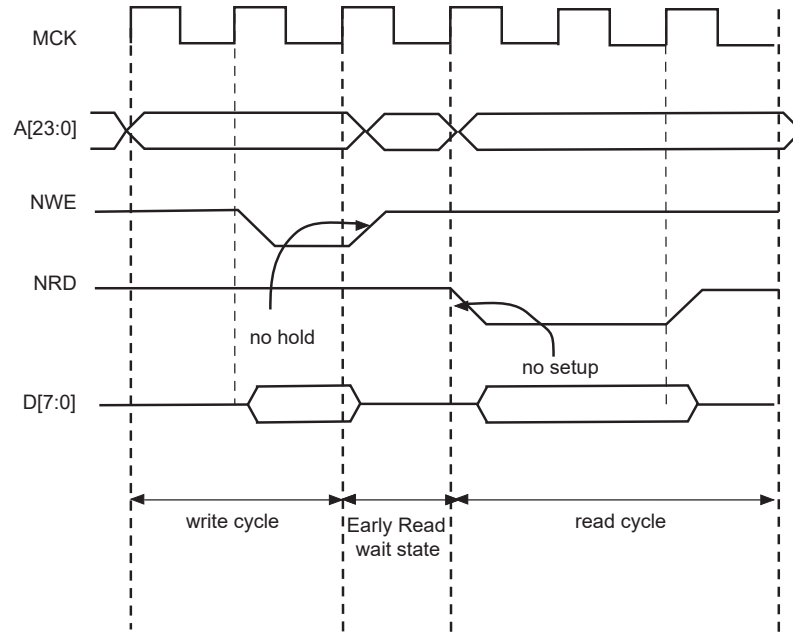 MCK
A[23:0]
NWE
NRD
no hold
no setup
D[7:0]
write cycle
Early Read
wait state
read cycle